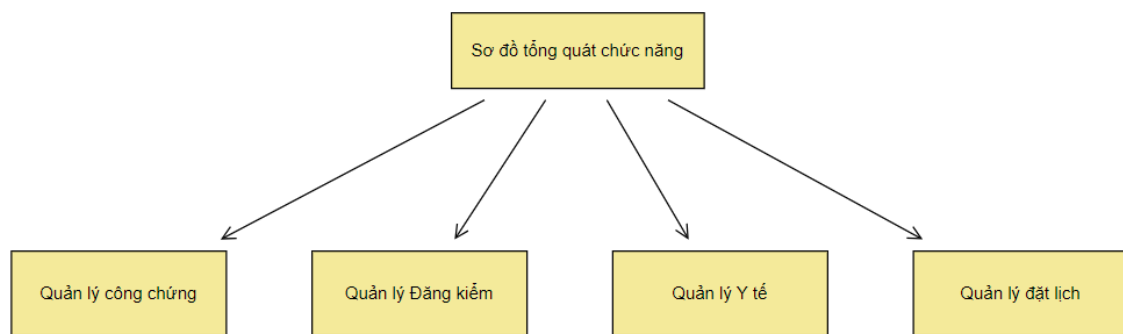 Sơ đồ tổng quát chức năng
Quản lý công chứng
Quản lý Đăng kiểm
Quản lý Y tế
Quản lý đặt lịch